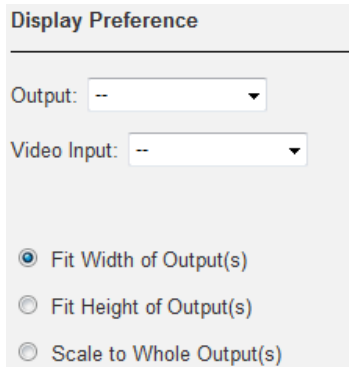 Display Preference
Output: --
Video Input: --
Fit Width of Output(s)
Fit Height of Output(s)
Scale to Whole Output(s)